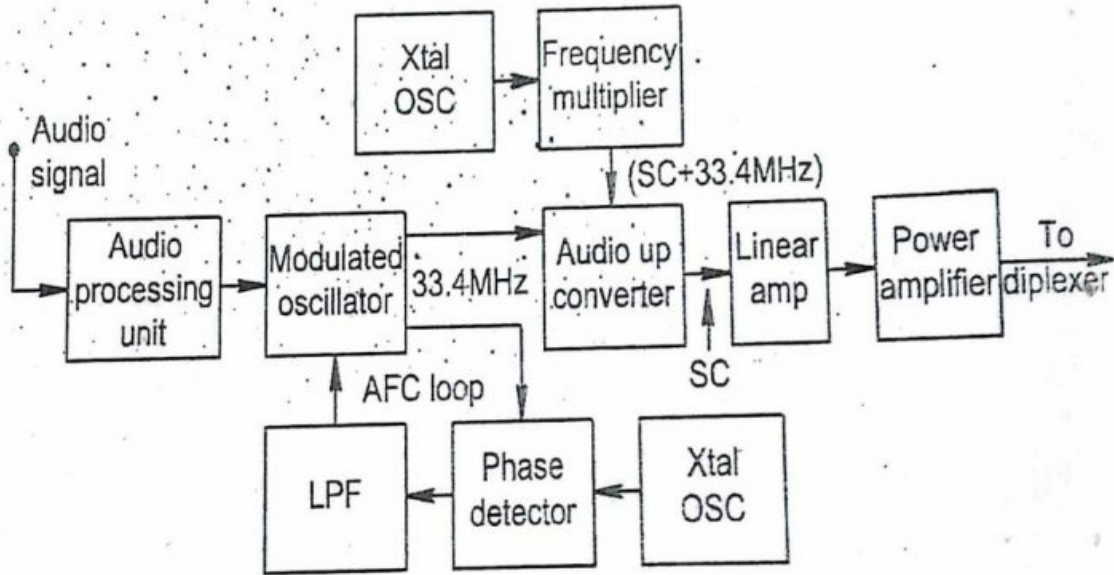 Xtal
OSC
Frequency
multiplier
Audio
signal
(SC+33.4MHz)
Audio
processing
unit
Modulated
oscillator
33.4MHz
Audio up
converter
Linear
amp
Power
amplifier
To
diplexer
SC
AFC loop
LPF
Phase
detector
Xtal
OSC